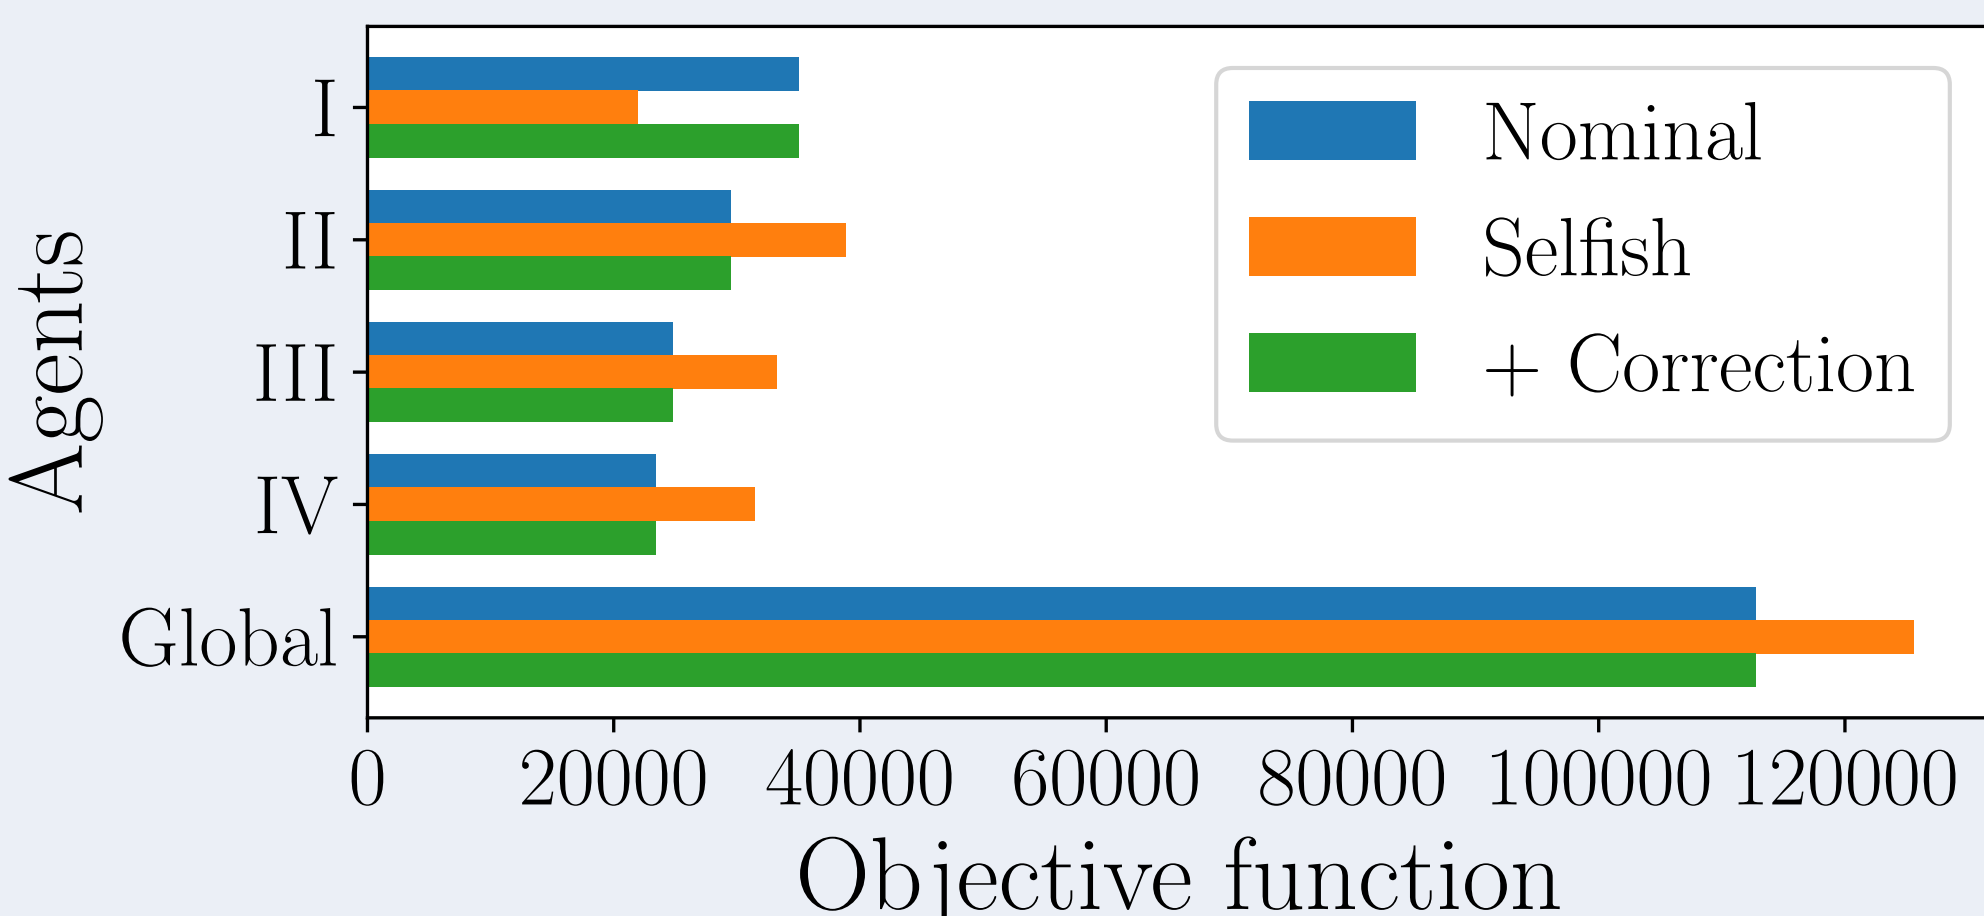 Agents
I
II
III
IV
Global
Nominal
Selfish
+ Correction
0 20000 40000 60000 80000 100000 120000
Objective function